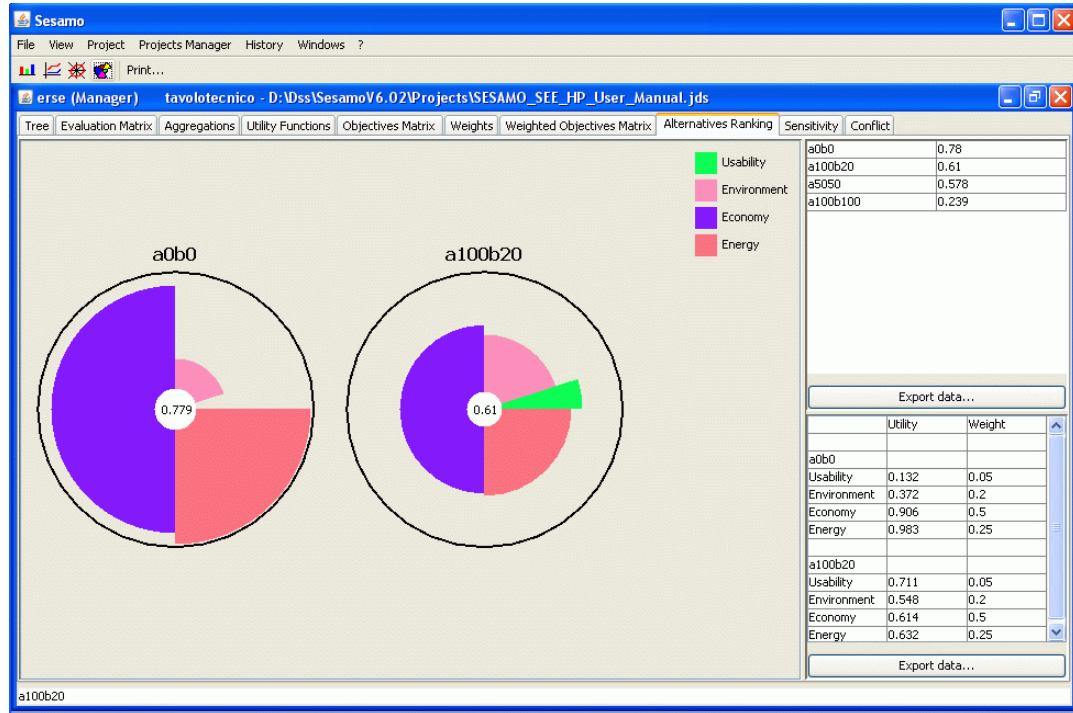 Sesamo
File View Project Projects Manager History Windows ?
Print...
erse (Manager) tavolotecnico - D:\Dss\SesamoV6.02\Projects\SESAMO_SEE_HP_User_Manual.jds
Tree Evaluation Matrix Aggregations Utility Functions Objectives Matrix Weights Weighted Objectives Matrix Alternatives Ranking Sensitivity Conflict
Usability
Environment
Economy
Energy
a0b0
0.779
a100b20
0.61
a0b0 0.78
a100b20 0.61
a5050 0.578
a100b100 0.239
Export data...
Utility Weight
a0b0
Usability 0.132 0.05
Environment 0.372 0.2
Economy 0.906 0.5
Energy 0.983 0.25
a100b20
Usability 0.711 0.05
Environment 0.548 0.2
Economy 0.614 0.5
Energy 0.632 0.25
Export data...
a100b20